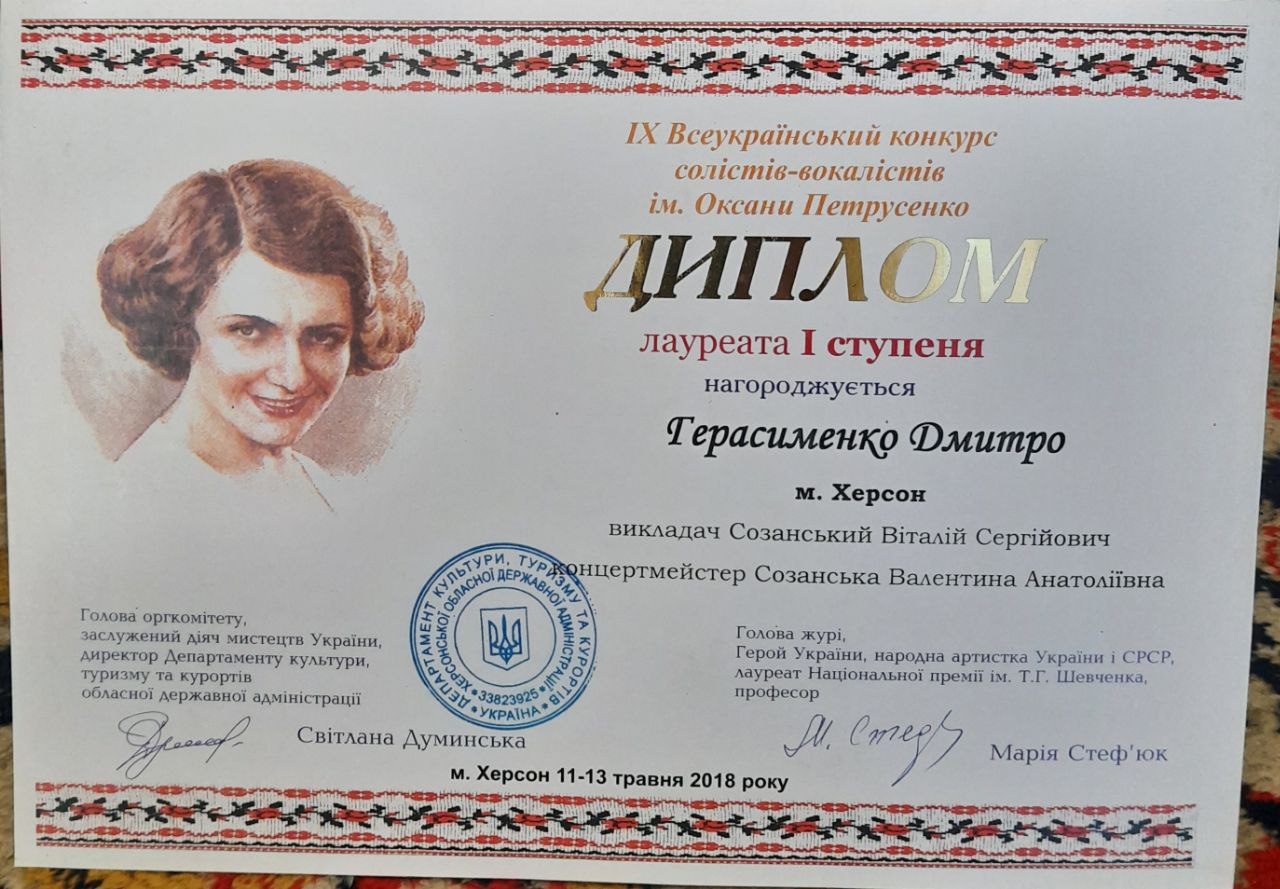 IX Всеукраїнський конкурс
солістів-вокалістів
ім. Оксани Петрусенко
ДИПЛОМ
лауреата І ступеня
нагороджується
Герасименко Дмитро
м. Херсон
викладач Созанський Віталій Сергійович
концертмейстер Созанська Валентина Анатоліївна
Голова оргкомітету,
заслужений діяч мистецтв України,
директор Департаменту культури,
туризму та курортів
обласної державної адміністрації
Світлана Думинська
ДЕПАРТАМЕНТ КУЛЬТУРИ, ТУРИЗМУ ТА КУРОРТІВ
ХЕРСОНСЬКОЇ ОБЛАСНОЇ ДЕРЖАВНОЇ АДМІНІСТРАЦІЇ
* 33823925 *
* УКРАЇНА *
Голова журі,
Герой України, народна артистка України і СРСР,
лауреат Національної премії ім. Т.Г. Шевченка,
професор
М. Стеф
Марія Стеф'юк
м. Херсон 11-13 травня 2018 року